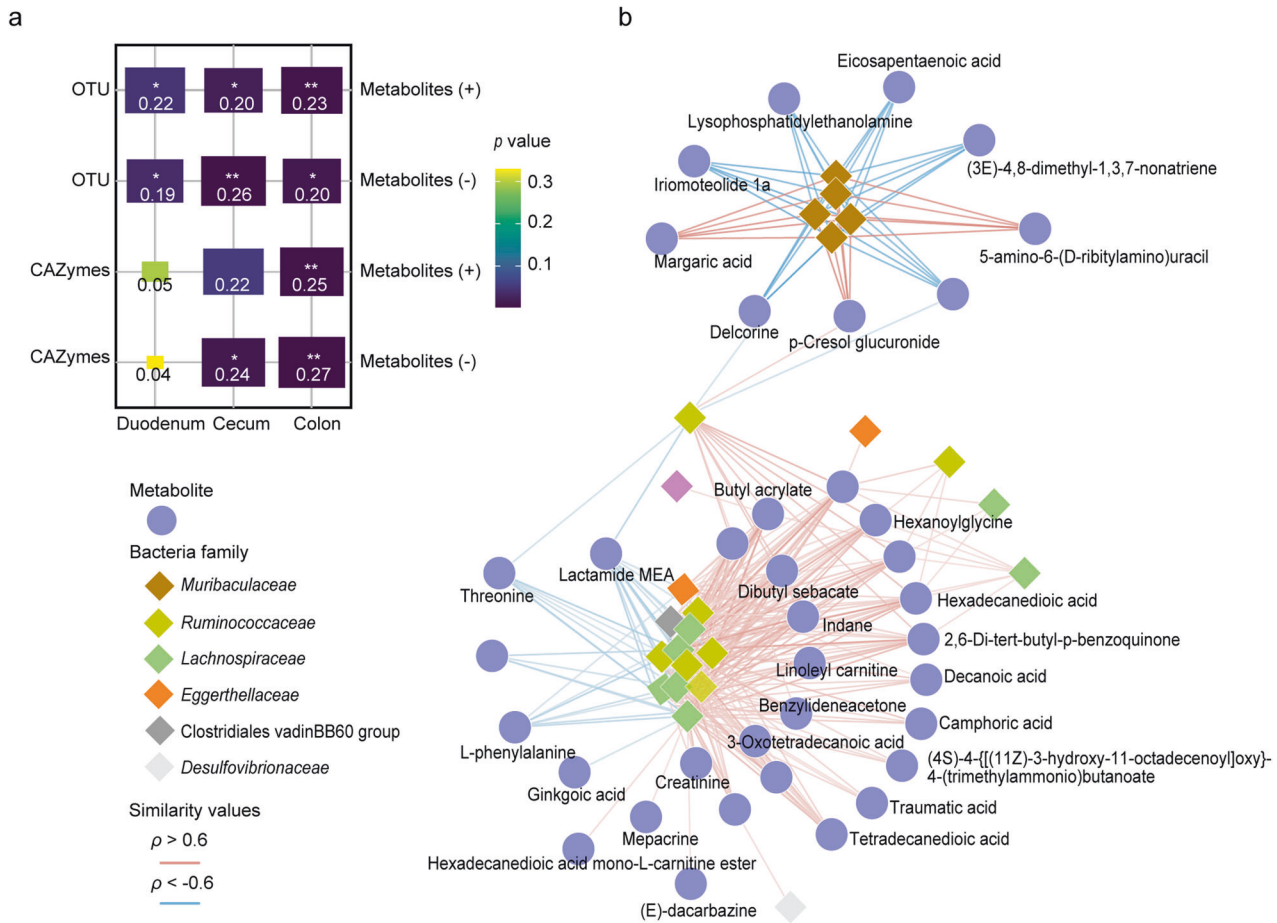 a
OTU
*
0.22
*
0.20
**
0.23
Metabolites (+)
OTU
*
0.19
**
0.26
*
0.20
Metabolites (-)
CAZymes
0.05
0.22
**
0.25
Metabolites (+)
CAZymes
0.04
*
0.24
**
0.27
Metabolites (-)
Duodenum
Cecum
Colon
p value
0.3
0.2
0.1
Metabolite
Bacteria family
Muribaculaceae
Ruminococcaceae
Lachnospiraceae
Eggerthellaceae
Clostridiales vadinBB60 group
Desulfovibrionaceae
Similarity values
ρ > 0.6
ρ < -0.6
b
Eicosapentaenoic acid
Lysophosphatidylethanolamine
(3E)-4,8-dimethyl-1,3,7-nonatriene
Iriomoteolide 1a
Margaric acid
5-amino-6-(D-ribitylamino)uracil
Delcorine
p-Cresol glucuronide
Butyl acrylate
Hexanoylglycine
Lactamide MEA
Threonine
Dibutyl sebacate
Hexadecanedioic acid
Indane
2,6-Di-tert-butyl-p-benzoquinone
Linoleyl carnitine
Decanoic acid
Benzylideneacetone
Camphoric acid
L-phenylalanine
3-Oxotetradecanoic acid
(4S)-4-{[(11Z)-3-hydroxy-11-octadecenoyl]oxy}-
4-(trimethylammonio)butanoate
Creatinine
Ginkgoic acid
Traumatic acid
Mepacrine
Tetradecanedioic acid
Hexadecanedioic acid mono-L-carnitine ester
(E)-dacarbazine